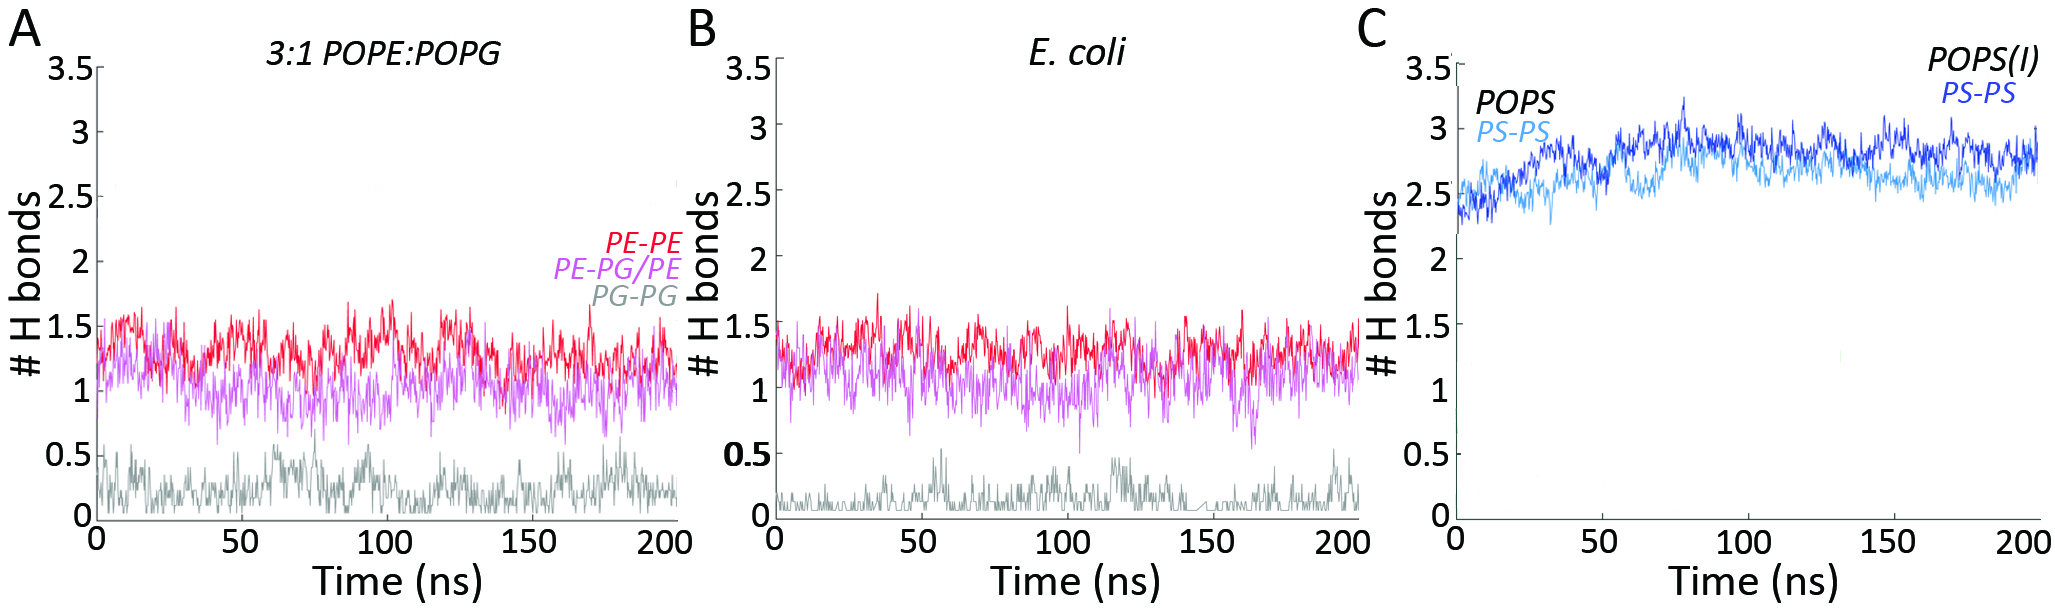 A
3:1 POPE:POPG
3.5
3
2.5
2
1.5
1
0.5
0
# H bonds
PE-PE
PE-PG/PE
PG-PG
0
50
100
150
200
Time (ns)
B
E. coli
3.5
3
2.5
2
1.5
1
0.5
0
# H bonds
0
50
100
150
200
Time (ns)
C
POPS(I)
PS-PS
POPS
PS-PS
3.5
3
2.5
2
1.5
1
0.5
0
# H bonds
0
50
100
150
200
Time (ns)